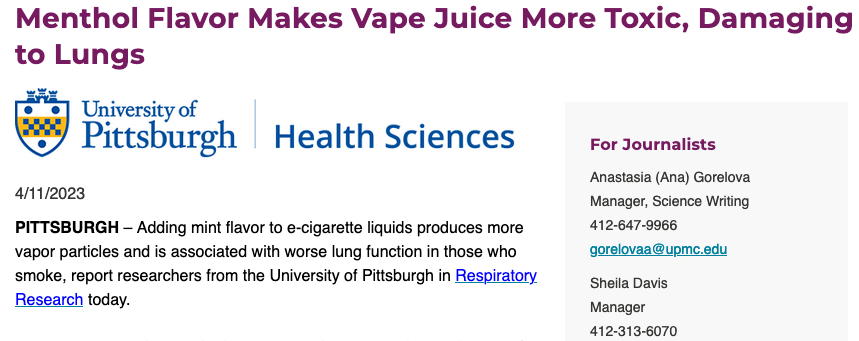 Menthol Flavor Makes Vape Juice More Toxic, Damaging
to Lungs
University of
Pittsburgh
Health Sciences
4/11/2023
PITTSBURGH – Adding mint flavor to e-cigarette liquids produces more
vapor particles and is associated with worse lung function in those who
smoke, report researchers from the University of Pittsburgh in Respiratory
Research today.
For Journalists
Anastasia (Ana) Gorelova
Manager, Science Writing
412-647-9966
gorelovaa@upmc.edu
Sheila Davis
Manager
412-313-6070